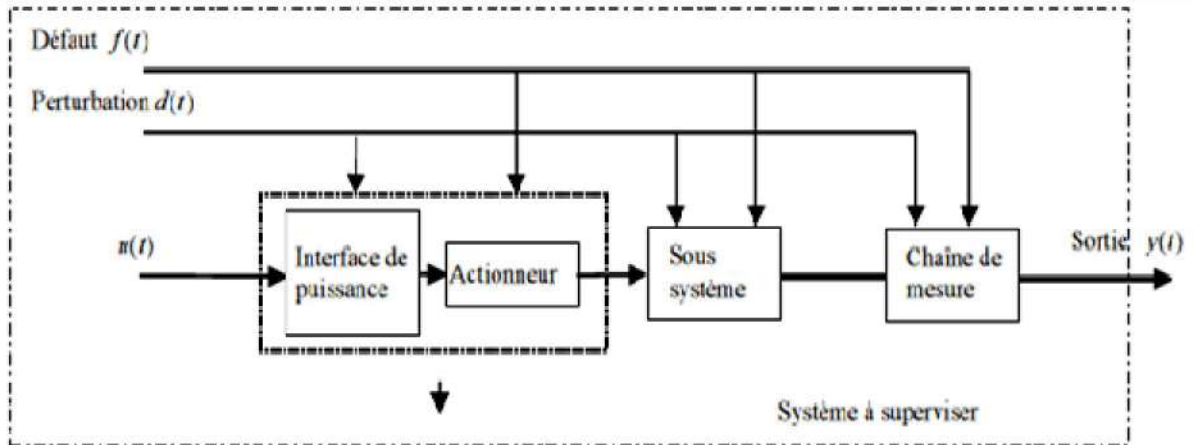 Défaut f(t)
Perturbation d(t)
u(t)
Interface de
puissance
Actionneur
Sous
système
Chaîne de
mesure
Sortie y(t)
Système à superviser